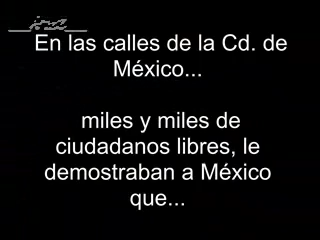 En las calles de la Cd. de
México...
miles y miles de
ciudadanos libres, le
demostraban a México
que...